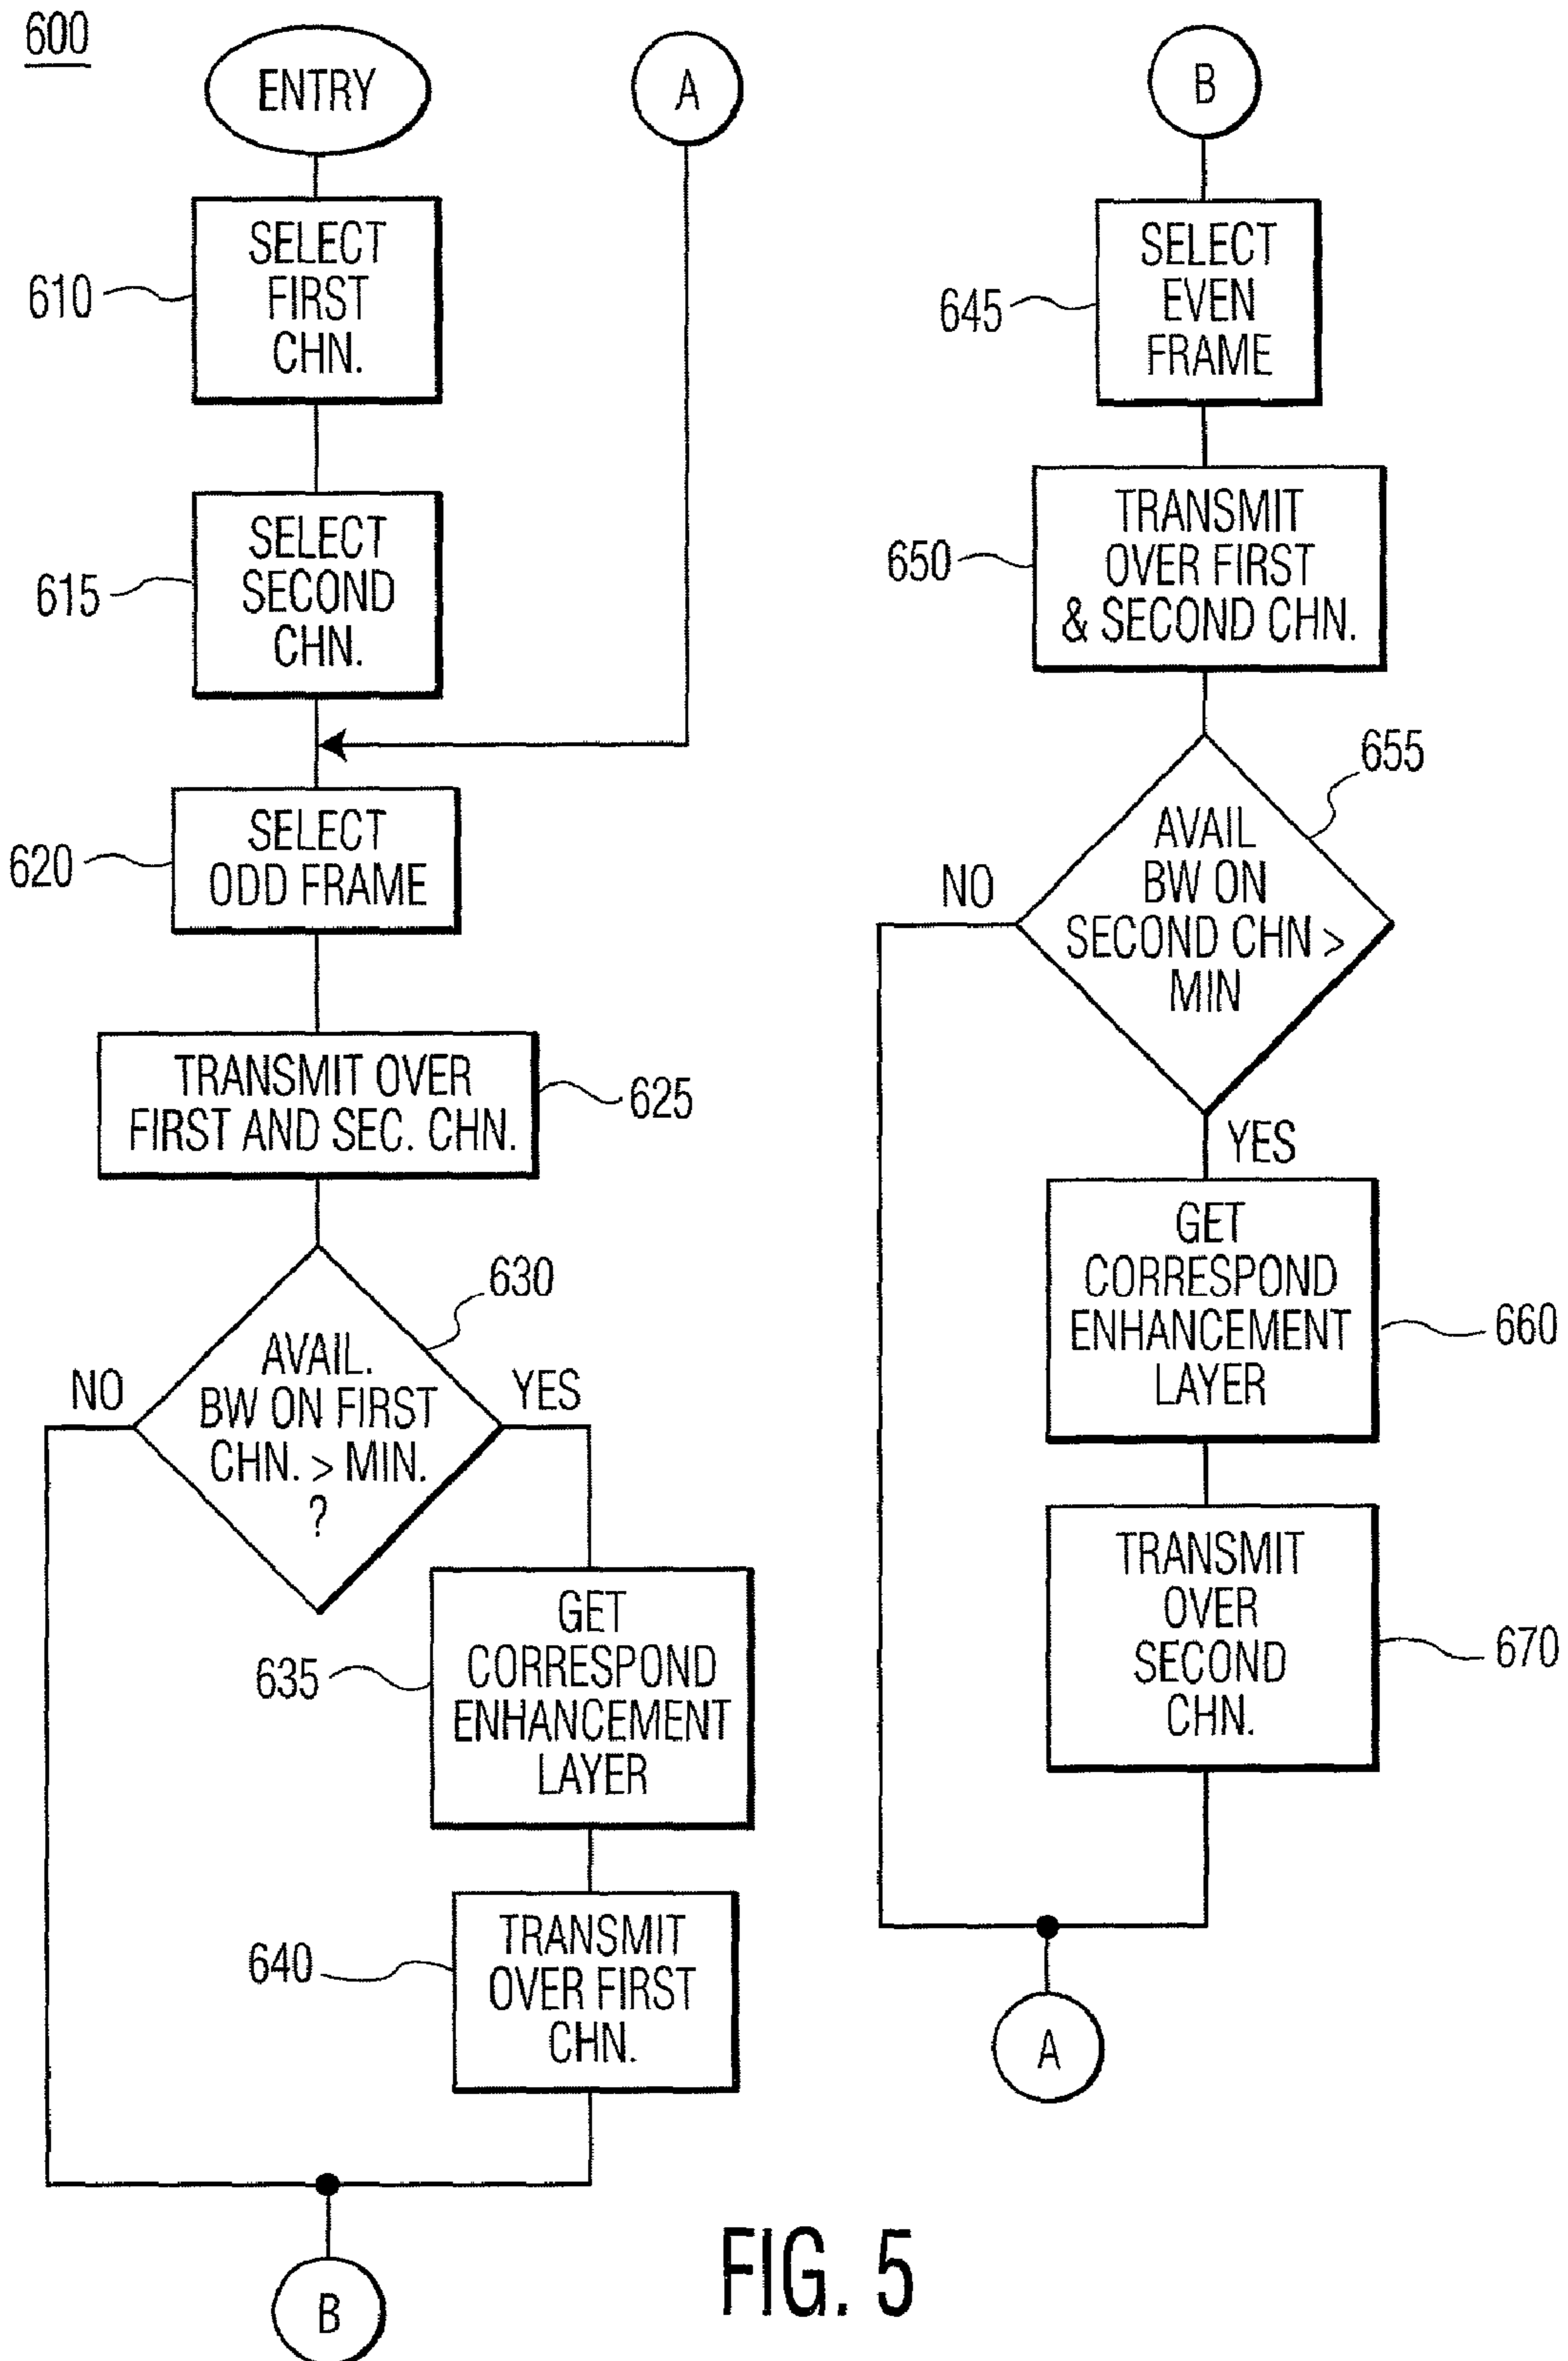 600
ENTRY
A
610
SELECT
FIRST
CHN.
615
SELECT
SECOND
CHN.
620
SELECT
ODD FRAME
TRANSMIT OVER
FIRST AND SEC. CHN.
625
630
AVAIL.
BW ON FIRST
CHN. > MIN.
?
NO
YES
635
GET
CORRESPOND
ENHANCEMENT
LAYER
640
TRANSMIT
OVER FIRST
CHN.
B
B
645
SELECT
EVEN
FRAME
650
TRANSMIT
OVER FIRST
& SECOND CHN.
655
AVAIL
BW ON
SECOND CHN >
MIN
NO
YES
GET
CORRESPOND
ENHANCEMENT
LAYER
660
TRANSMIT
OVER
SECOND
CHN.
670
A
FIG. 5